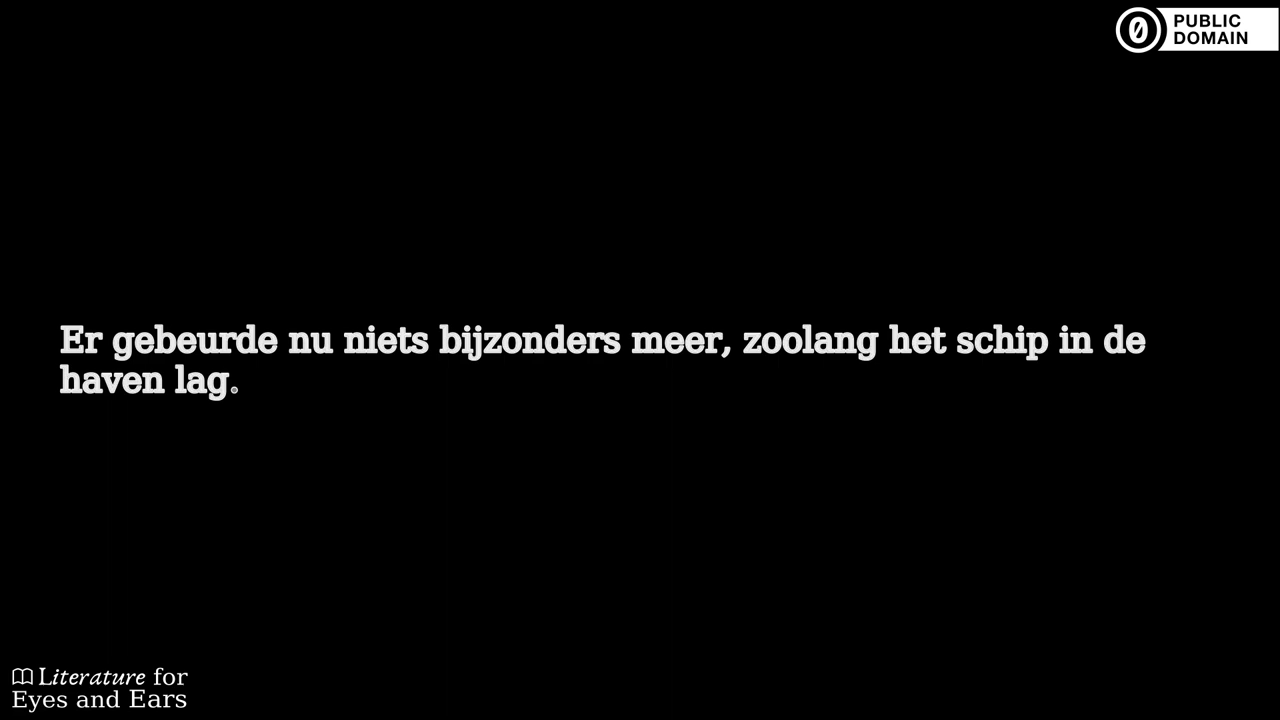 PUBLIC
DOMAIN
Er gebeurde nu niets bijzonders meer, zoolang het schip in de
haven lag.
Literature for
Eyes and Ears